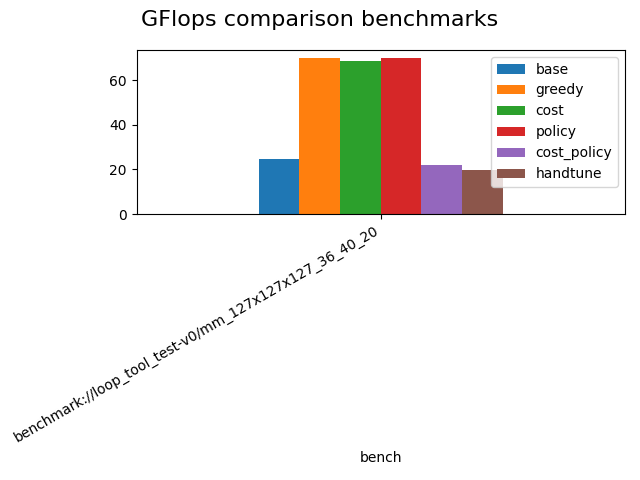 GFlops comparison benchmarks
60
40
20
0
base
greedy
cost
policy
cost_policy
handtune
benchmark://loop_tool_test-v0/mm_127x127x127_36_40_20
bench